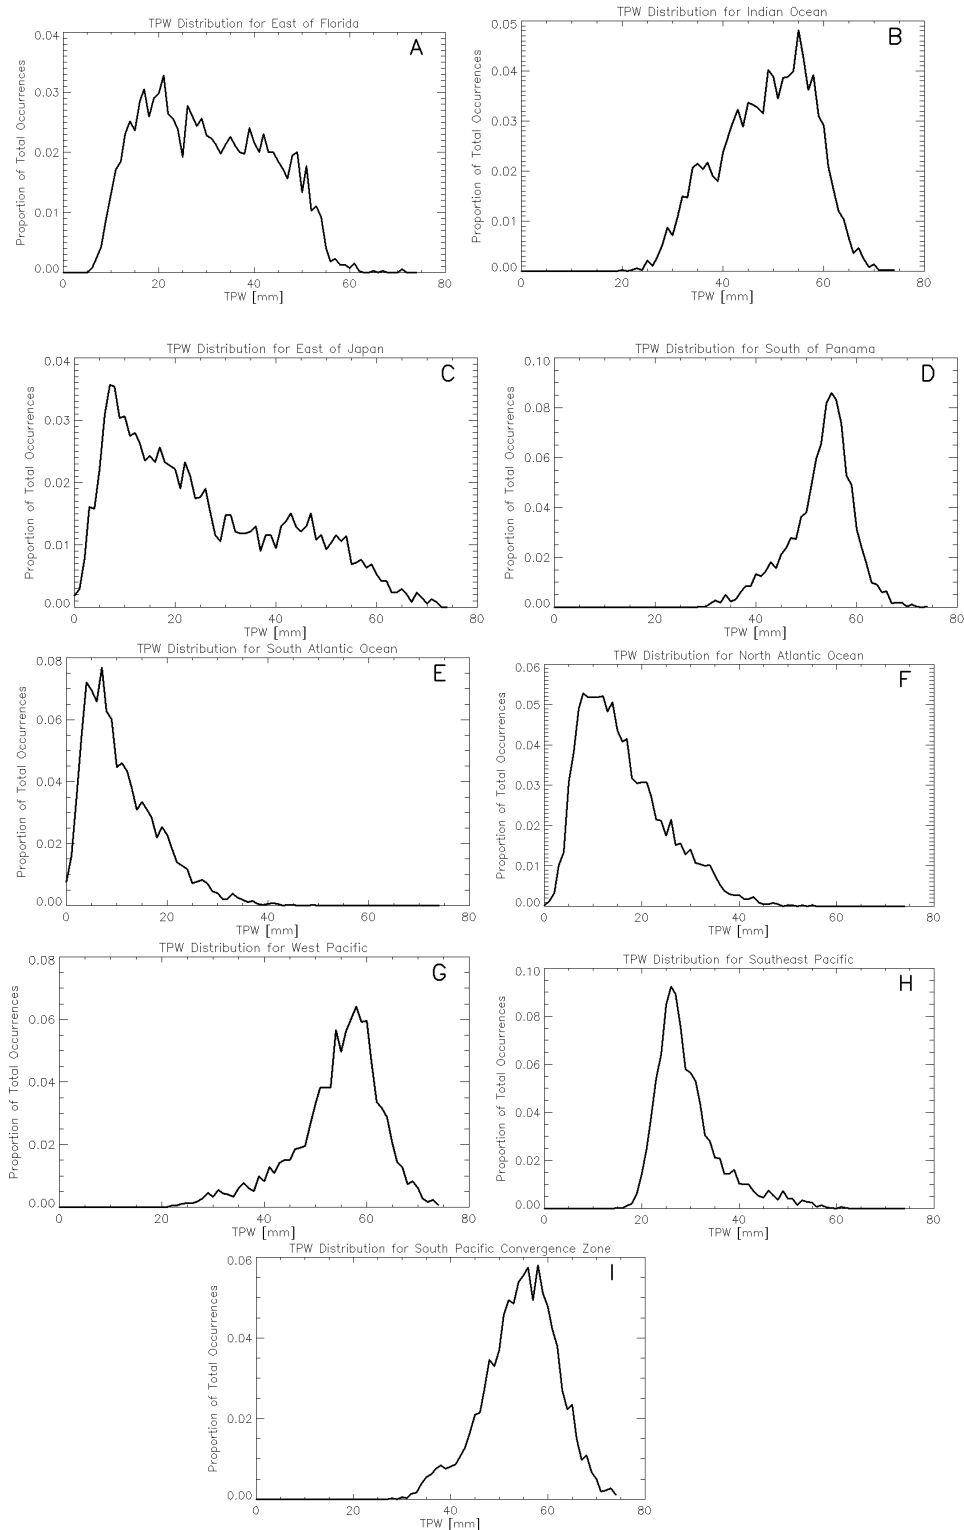 TPW Distribution for East of Florida
A
0.04
0.03
0.02
0.01
0.00
Proportion of Total Occurrences
0 20 40 60 80
TPW [mm]
TPW Distribution for Indian Ocean
B
0.05
0.04
0.03
0.02
0.01
0.00
Proportion of Total Occurrences
0 20 40 60 80
TPW [mm]
TPW Distribution for East of Japan
C
0.04
0.03
0.02
0.01
0.00
Proportion of Total Occurrences
0 20 40 60 80
TPW [mm]
TPW Distribution for South of Panama
D
0.10
0.08
0.06
0.04
0.02
0.00
Proportion of Total Occurrences
0 20 40 60 80
TPW [mm]
TPW Distribution for South Atlantic Ocean
E
0.08
0.06
0.04
0.02
0.00
Proportion of Total Occurrences
0 20 40 60 80
TPW [mm]
TPW Distribution for North Atlantic Ocean
F
0.06
0.05
0.04
0.03
0.02
0.01
0.00
Proportion of Total Occurrences
0 20 40 60 80
TPW [mm]
TPW Distribution for West Pacific
G
0.08
0.06
0.04
0.02
0.00
Proportion of Total Occurrences
0 20 40 60 80
TPW [mm]
TPW Distribution for Southeast Pacific
H
0.10
0.08
0.06
0.04
0.02
0.00
Proportion of Total Occurrences
0 20 40 60 80
TPW [mm]
TPW Distribution for South Pacific Convergence Zone
I
0.06
0.04
0.02
0.00
Proportion of Total Occurrences
0 20 40 60 80
TPW [mm]